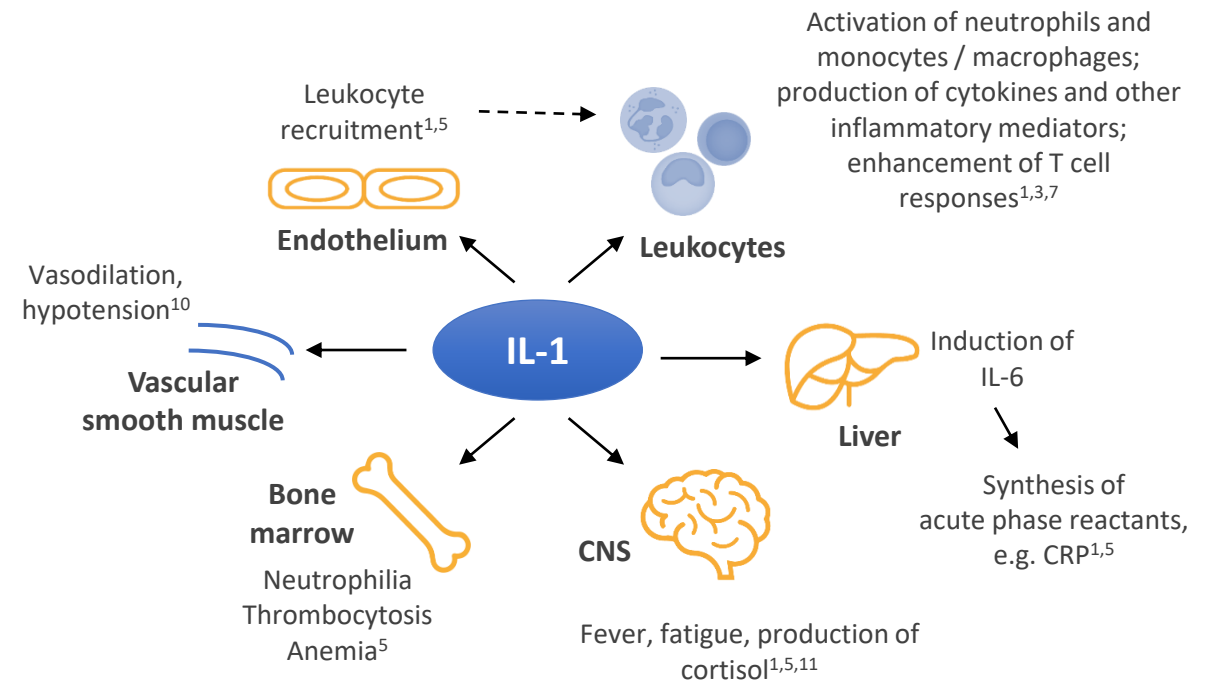 Activation of neutrophils and
monocytes / macrophages;
production of cytokines and other
inflammatory mediators;
enhancement of T cell
responses1,3,7
Leukocyte
recruitment1,5
Endothelium
Leukocytes
Vasodilation,
hypotension10
Vascular
smooth muscle
IL-1
Induction of
IL-6
Liver
Synthesis of
acute phase reactants,
e.g. CRP1,5
Bone
marrow
Neutrophilia
Thrombocytosis
Anemia5
CNS
Fever, fatigue, production of
cortisol1,5,11